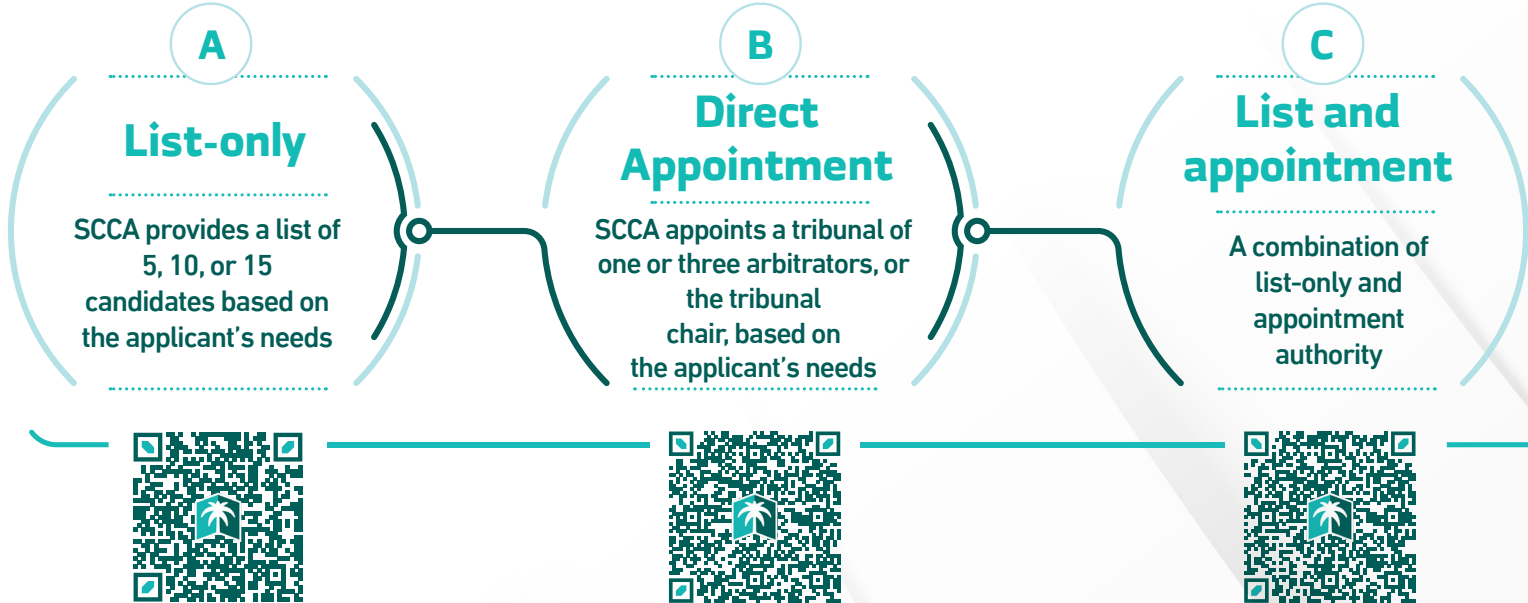 A
List-only
SCCA provides a list of
5, 10, or 15
candidates based on
the applicant's needs
B
Direct
Appointment
SCCA appoints a tribunal of
one or three arbitrators, or
the tribunal
chair, based on
the applicant's needs
C
List and
appointment
A combination of
list-only and
appointment
authority